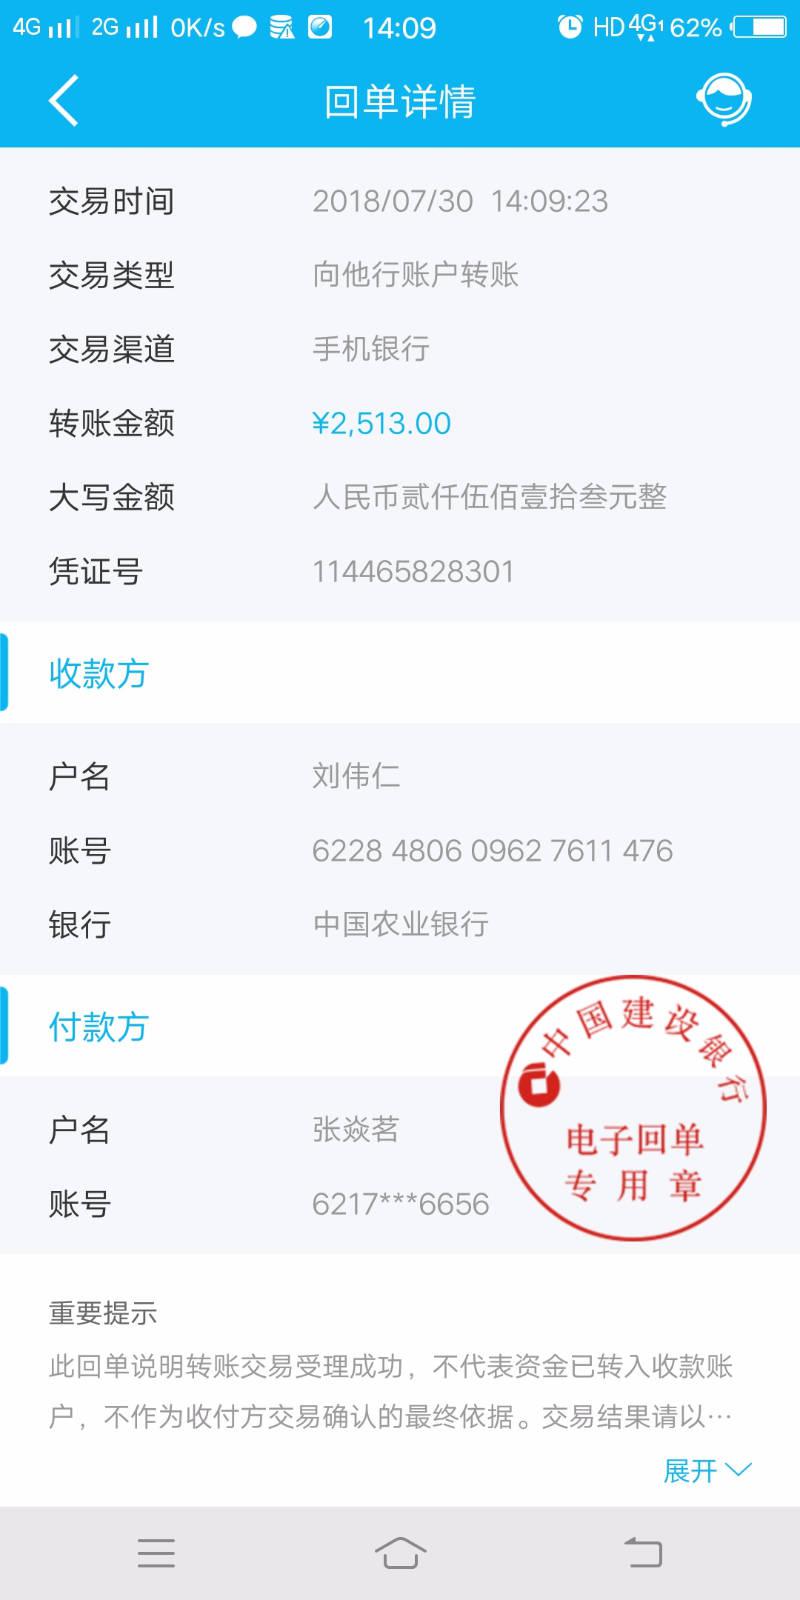 4G 2G 0K/s 14:09 HD 4G 1 62%
回单详情
交易时间 2018/07/30 14:09:23
交易类型 向他行账户转账
交易渠道 手机银行
转账金额 ¥2,513.00
大写金额 人民币贰仟伍佰壹拾叁元整
凭证号 114465828301
收款方
户名 刘伟仁
账号 6228 4806 0962 7611 476
银行 中国农业银行
付款方
中国建设银行
电子回单
专用章
户名 张焱茗
账号 6217***6656
重要提示
此回单说明转账交易受理成功，不代表资金已转入收款账
户，不作为收付方交易确认的最终依据。交易结果请以…
展开